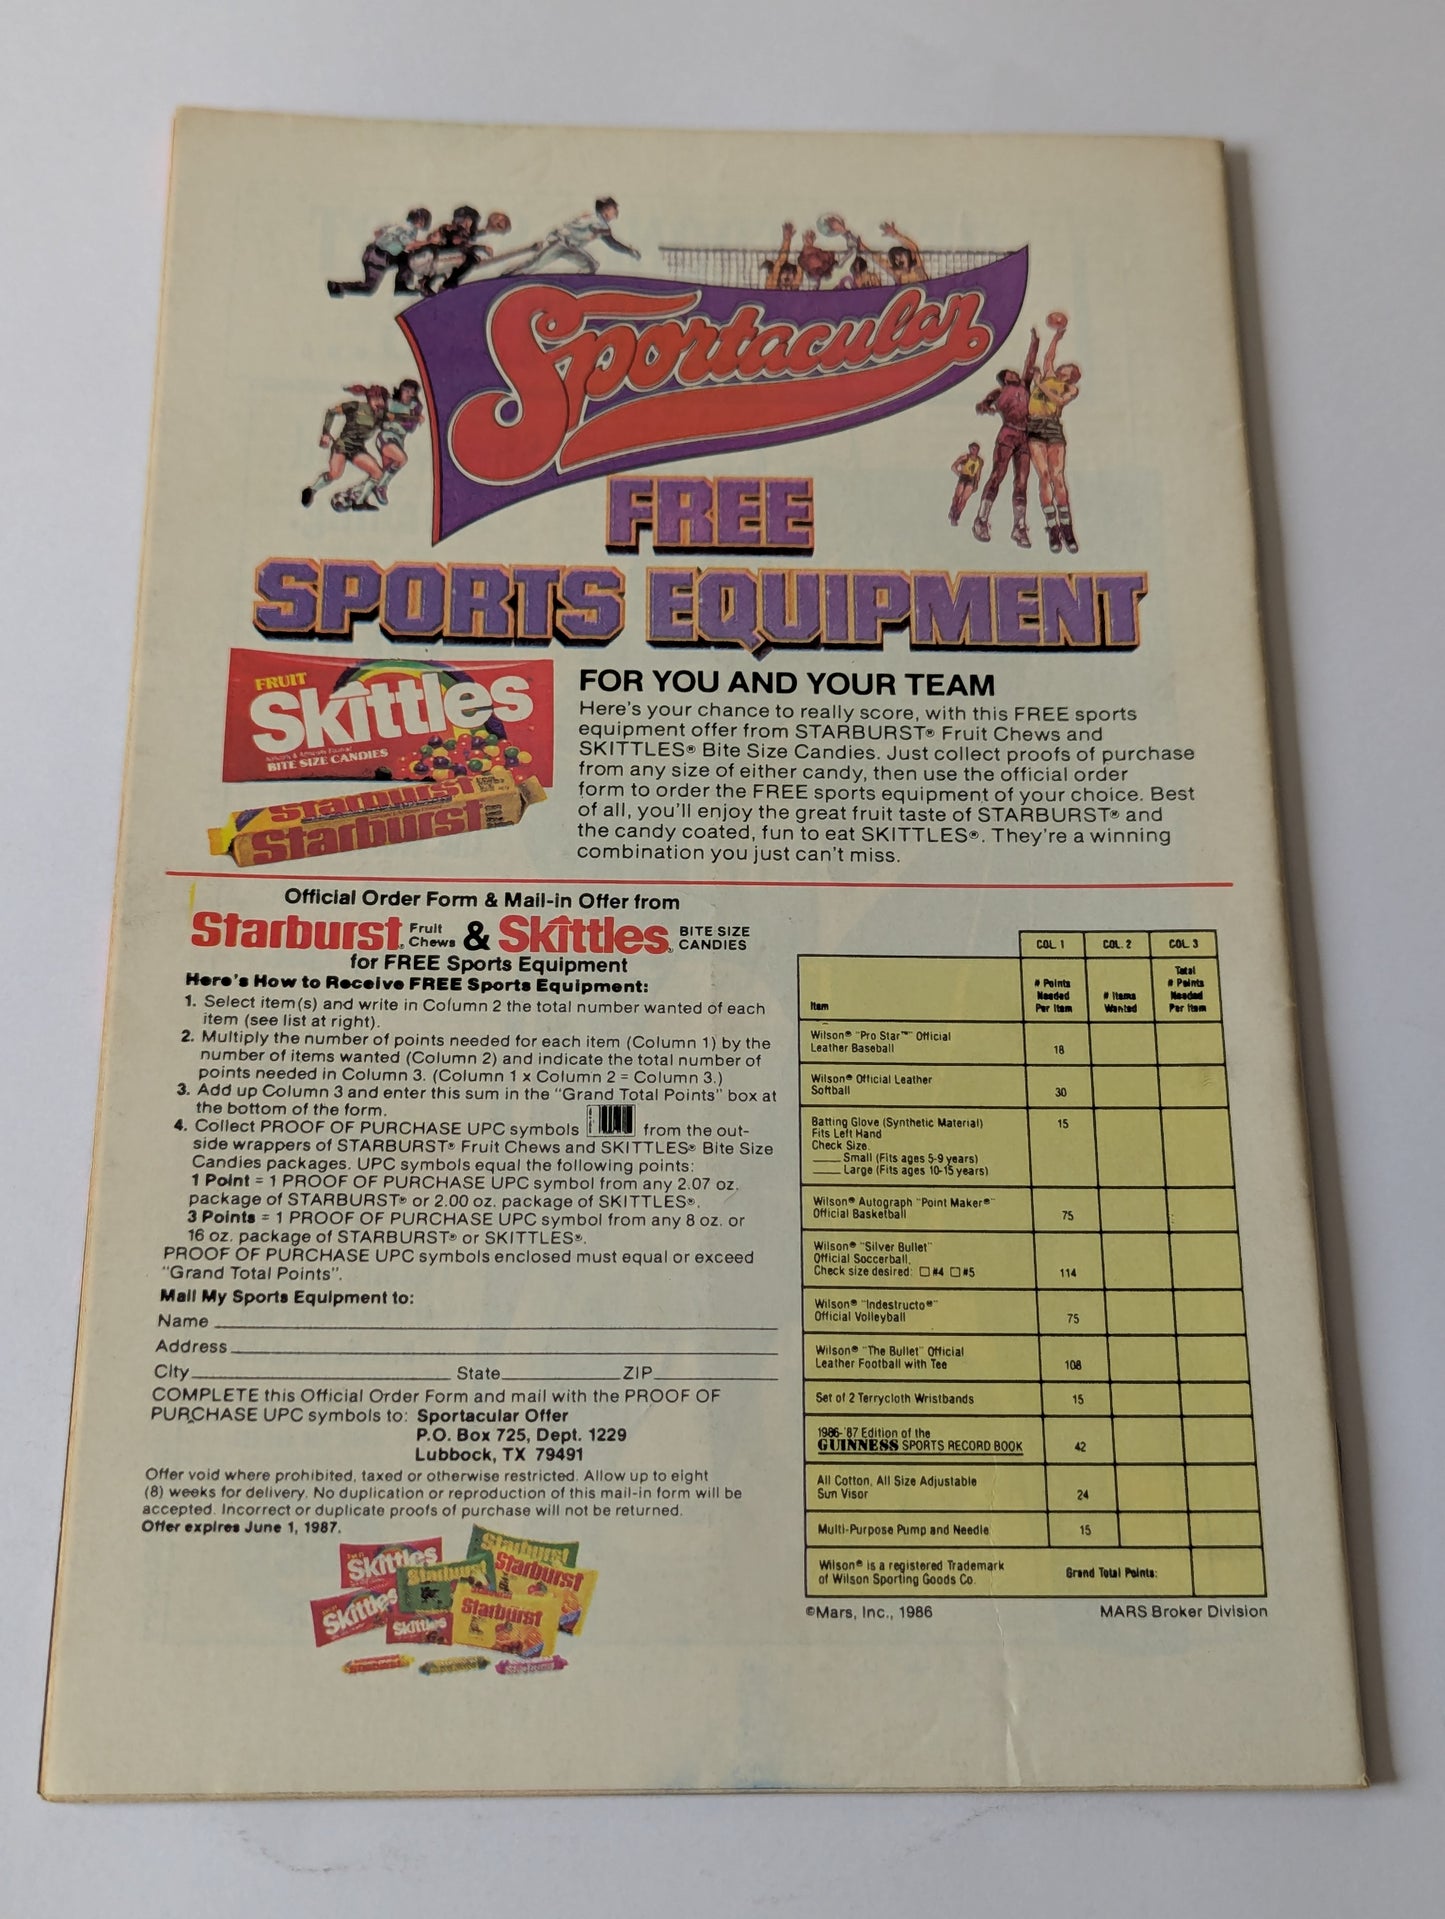 Sportacular
FREE
SPORTS EQUIPMENT
FRUIT
Skittles
BITE SIZE CANDIES
Starburst
Starburst
FOR YOU AND YOUR TEAM
Here's your chance to really score, with this FREE sports
equipment offer from STARBURST® Fruit Chews and
SKITTLES® Bite Size Candies. Just collect proofs of purchase
from any size of either candy, then use the official order
form to order the FREE sports equipment of your choice. Best
of all, you'll enjoy the great fruit taste of STARBURST® and
the candy coated, fun to eat SKITTLES®. They're a winning
combination you just can't miss.
Official Order Form & Mail-in Offer from
Starburst® Fruit Chews & Skittles® BITE SIZE CANDIES
for FREE Sports Equipment
Here's How to Receive FREE Sports Equipment:
1. Select item(s) and write in Column 2 the total number wanted of each
item (see list at right).
2. Multiply the number of points needed for each item (Column 1) by the
number of items wanted (Column 2) and indicate the total number of
points needed in Column 3. (Column 1 x Column 2 = Column 3.)
3. Add up Column 3 and enter this sum in the "Grand Total Points" box at
the bottom of the form.
4. Collect PROOF OF PURCHASE UPC symbols from the out-
side wrappers of STARBURST® Fruit Chews and SKITTLES® Bite Size
Candies packages. UPC symbols equal the following points:
1 Point = 1 PROOF OF PURCHASE UPC symbol from any 2.07 oz.
package of STARBURST® or 2.00 oz. package of SKITTLES®.
3 Points = 1 PROOF OF PURCHASE UPC symbol from any 8 oz. or
16 oz. package of STARBURST® or SKITTLES®.
PROOF OF PURCHASE UPC symbols enclosed must equal or exceed
"Grand Total Points".
Mail My Sports Equipment to:
Name
Address
City State ZIP
COMPLETE this Official Order Form and mail with the PROOF OF
PURCHASE UPC symbols to: Sportacular Offer
P.O. Box 725, Dept. 1229
Lubbock, TX 79491
Offer void where prohibited, taxed or otherwise restricted. Allow up to eight
(8) weeks for delivery. No duplication or reproduction of this mail-in form will be
accepted. Incorrect or duplicate proofs of purchase will not be returned.
Offer expires June 1, 1987.
Skittles
Starburst
Starburst
Starburst
Skittles
Skittles
Starburst
Starburst
COL. 1 COL. 2 COL. 3
Item
# Points
Needed
Per Item
# Items
Wanted
Total
# Points
Needed
Per Item
Wilson® "Pro Star™" Official
Leather Baseball 18
Wilson® Official Leather
Softball 30
Batting Glove (Synthetic Material) 15
Fits Left Hand
Check Size.
____ Small (Fits ages 5-9 years)
____ Large (Fits ages 10-15 years)
Wilson® Autograph "Point Maker®"
Official Basketball 75
Wilson® "Silver Bullet"
Official Soccerball.
Check size desired: ☐ #4 ☐ #5 114
Wilson® "Indestructo®"
Official Volleyball 75
Wilson® "The Bullet" Official
Leather Football with Tee 108
Set of 2 Terrycloth Wristbands 15
1986-'87 Edition of the
GUINNESS SPORTS RECORD BOOK 42
All Cotton, All Size Adjustable
Sun Visor 24
Multi-Purpose Pump and Needle 15
Wilson® is a registered Trademark
of Wilson Sporting Goods Co.
Grand Total Points:
©Mars, Inc., 1986 MARS Broker Division